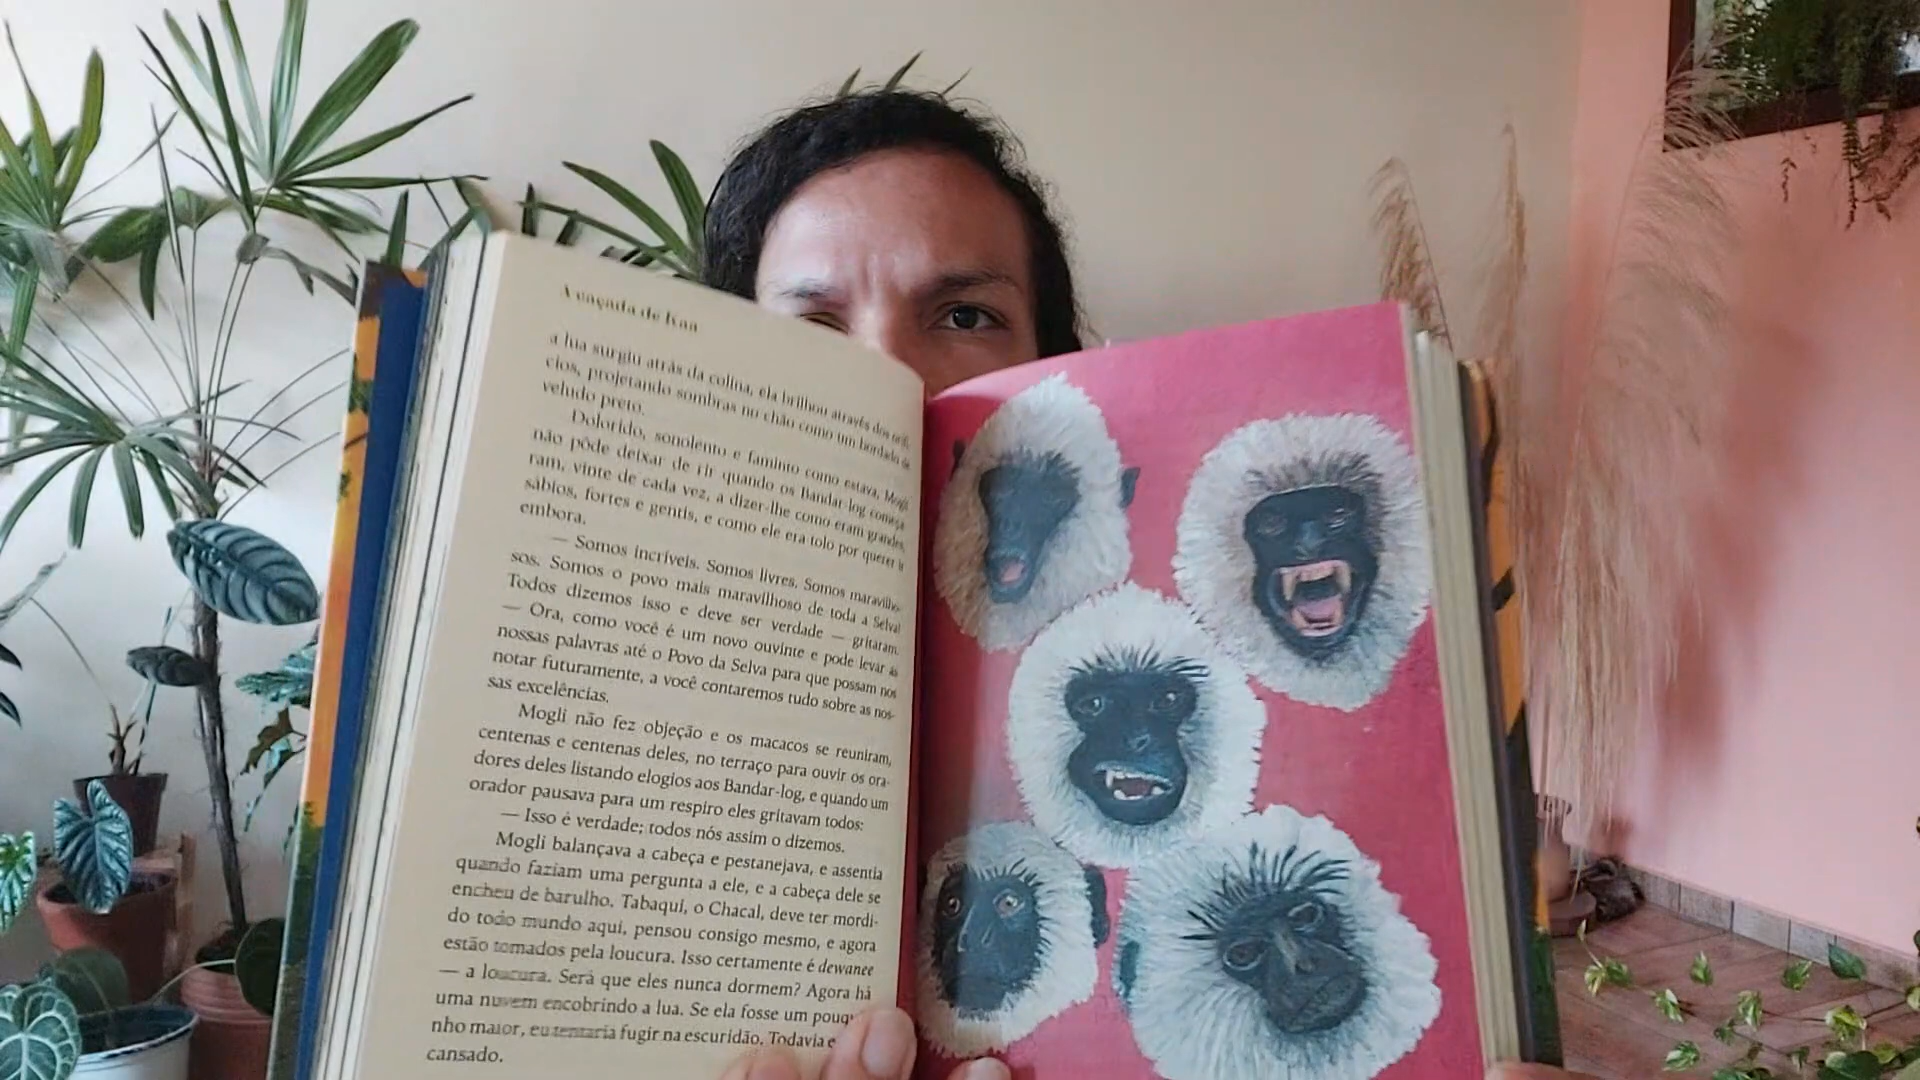 A caçada de Kaa
a lua surgiu atrás da colina, ela brilhou através dos
cios, projetando sombras no chão como um bordado de
veludo preto.
Dolorido, sonolento e faminto como estava, Mogli
não pôde deixar de rir quando os Bandar-log começa-
ram, vinte de cada vez, a dizer-lhe como eram grandes,
sábios, fortes e gentis, e como ele era tolo por querer ir
embora.
— Somos incríveis. Somos livres. Somos maravilho-
sos. Somos o povo mais maravilhoso de toda a Selva!
Todos dizemos isso e deve ser verdade — gritaram.
— Ora, como você é um novo ouvinte e pode levar as
nossas palavras até o Povo da Selva para que possam nos
notar futuramente, a você contaremos tudo sobre as nos-
sas excelências.
Mogli não fez objeção e os macacos se reuniram,
centenas e centenas deles, no terraço para ouvir os ora-
dores deles listando elogios aos Bandar-log, e quando um
orador pausava para um respiro eles gritavam todos:
— Isso é verdade; todos nós assim o dizemos.
Mogli balançava a cabeça e pestanejava, e assentia
quando faziam uma pergunta a ele, e a cabeça dele se
encheu de barulho. Tabaqui, o Chacal, deve ter mordi-
do todo mundo aqui, pensou consigo mesmo, e agora
estão tomados pela loucura. Isso certamente é dewanee
— a loucura. Será que eles nunca dormem? Agora há
uma nuvem encobrindo a lua. Se ela fosse um pouqu
nho maior, eu tentaria fugir na escuridão. Todavia e
cansado.